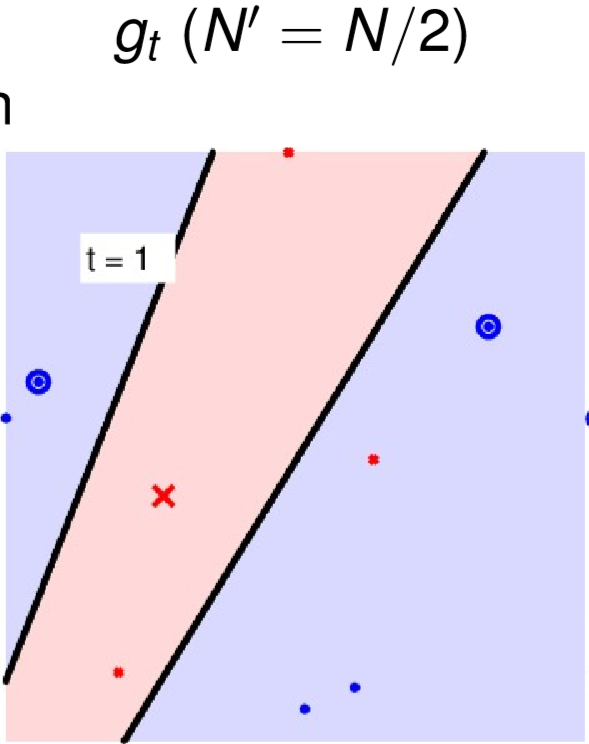 g_t (N′ = N/2)
n
t = 1